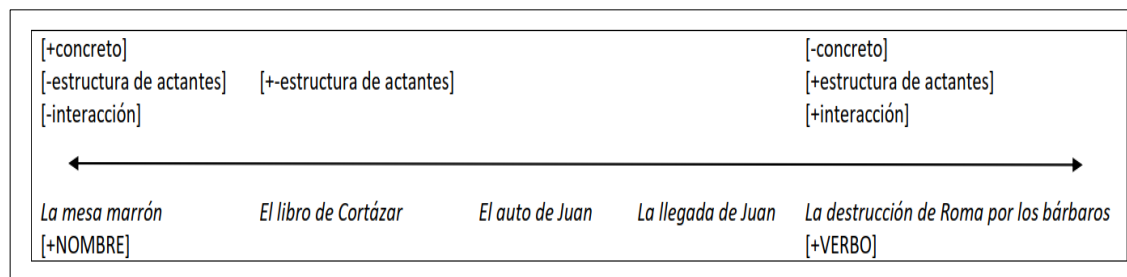 [+concreto] [-concreto]
[-estructura de actantes] [+-estructura de actantes] [+estructura de actantes]
[-interacción] [+interacción]
La mesa marrón El libro de Cortázar El auto de Juan La llegada de Juan La destrucción de Roma por los bárbaros
[+NOMBRE] [+VERBO]